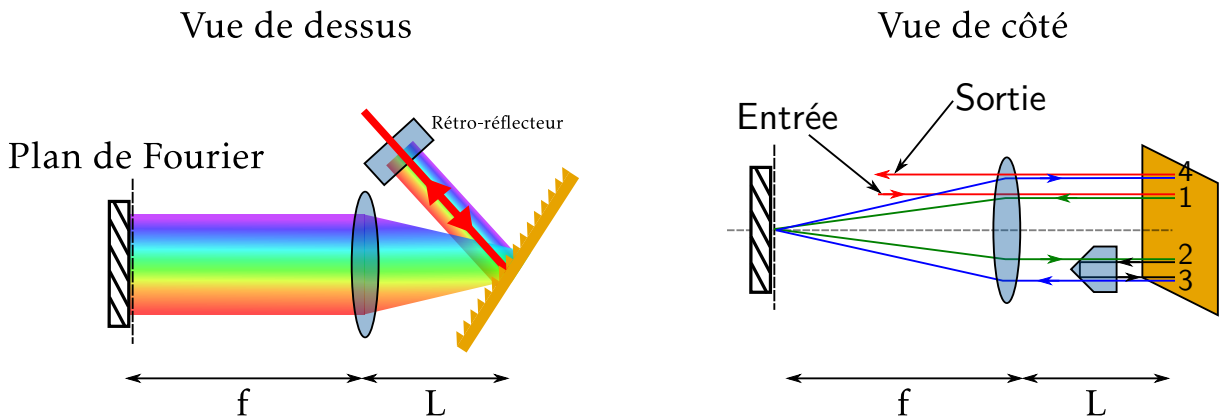 Vue de dessus
Vue de côté
Rétro-réflecteur
Sortie
Entrée
Plan de Fourier
4
1
2
3
f
L
f
L